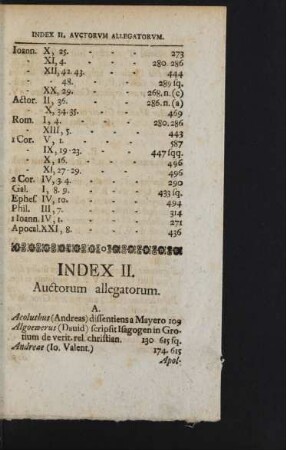 INDEX II. AVCTORVM ALLEGATORVM.
Ioann. X, 25. - - - 273
- XI, 4. - - - 280. 286
- XII, 42. 43. - - 444
- - 48. - - 289 sq.
- XX, 29. - - 268. n. (c)
Actor. II, 36. - - 286. n. (a)
- X, 34. 35. - - 469
Rom. I, 4. - - 280. 286
- XIII, 5. - - 443
1 Cor. V, 1. - - 587
- IX, 19-23. - - 447 sqq.
- X, 16. - - 496
- XI, 27-29. - - 496
2 Cor. IV, 3. 4. - - 290
Gal. I, 8. 9. - - 433 sq.
Ephes. IV, 10. - - 494
Phil. III, 7. - - 314
1 Ioann. IV, 1. - - 271
Apocal. XXI, 8. - - 436
INDEX II.
Auctorum allegatorum.
A.
Acoluthus (Andreas) dissentiens a Mayero 109
Algoewerus (Dauid) scripsit Isagogen in Gro-
tium de verit. rel. christian. 130 615 sq.
Andreae (Io. Valent.) 174. 615
Apol-